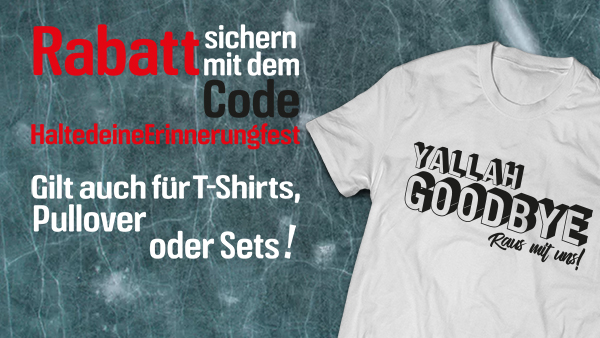 Rabatt sichern
mit dem
Code
HaltedeineErinnerungfest
Gilt auch für T-Shirts,
Pullover
oder Sets!
YALLAH
GOODBYE
Raus mit uns!